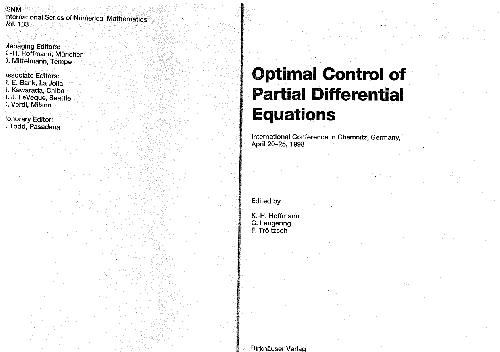 ISNM
International Series of Numerical Mathematics
Vol. 133
Managing Editors:
K.-H. Hoffmann, München
D. Mittelmann, Tempe
Associate Editors:
R. E. Bank, La Jolla
H. Kawarada, Chiba
R. J. LeVeque, Seattle
C. Verdi, Milano
Honorary Editor:
J. Todd, Pasadena
Optimal Control of
Partial Differential
Equations
International Conference in Chemnitz, Germany,
April 20–25, 1998
Edited by
K.-H. Hoffmann
G. Leugering
F. Tröltzsch
Birkhäuser Verlag